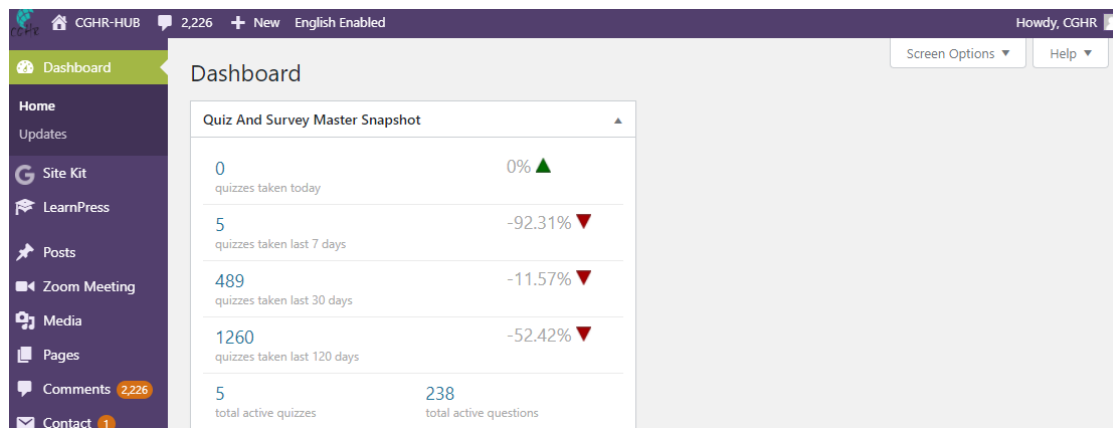 CGHR-HUB 2,226 + New English Enabled Howdy, CGHR
Screen Options ▼ Help ▼
Dashboard
Home
Updates
Site Kit
LearnPress
Posts
Zoom Meeting
Media
Pages
Comments 2,226
Contact 1
Dashboard
Quiz And Survey Master Snapshot ▲
0 0% ▲
quizzes taken today
5 -92.31% ▼
quizzes taken last 7 days
489 -11.57% ▼
quizzes taken last 30 days
1260 -52.42% ▼
quizzes taken last 120 days
5 238
total active quizzes total active questions